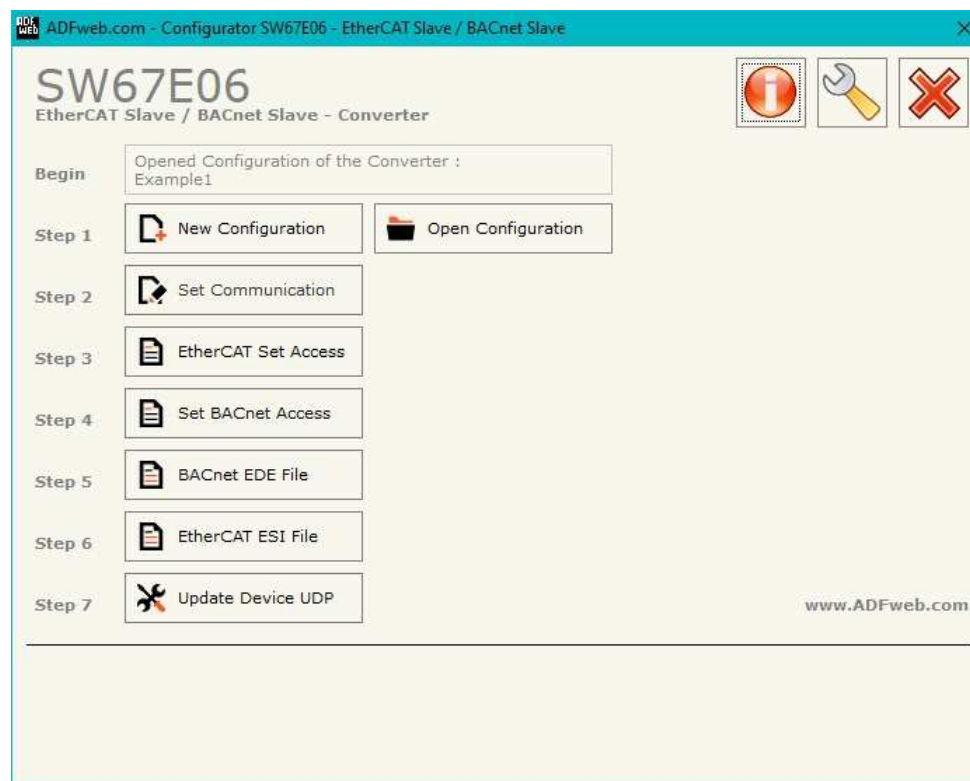 ADF
web ADFweb.com - Configurator SW67E06 - EtherCAT Slave / BACnet Slave
SW67E06
EtherCAT Slave / BACnet Slave - Converter
Begin
Opened Configuration of the Converter :
Example1
Step 1 New Configuration Open Configuration
Step 2 Set Communication
Step 3 EtherCAT Set Access
Step 4 Set BACnet Access
Step 5 BACnet EDE File
Step 6 EtherCAT ESI File
Step 7 Update Device UDP www.ADFweb.com